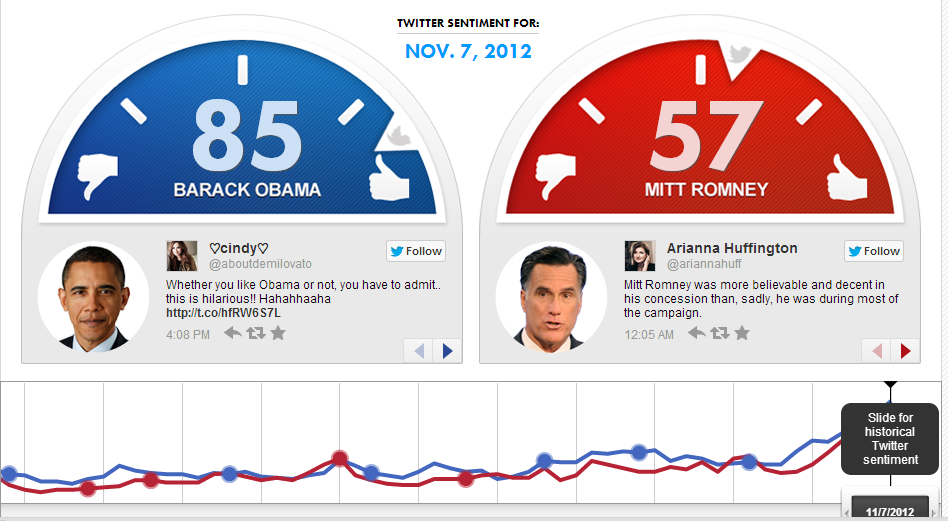 TWITTER SENTIMENT FOR:
NOV. 7, 2012
85
BARACK OBAMA
57
MITT ROMNEY
♡cindy♡
@aboutdemilovato
Follow
Whether you like Obama or not, you have to admit..
this is hilarious!! Hahahhaaha
http://t.co/hfRW6S7L
4:08 PM
Arianna Huffington
@ariannahuff
Follow
Mitt Romney was more believable and decent in
his concession than, sadly, he was during most of
the campaign.
12:05 AM
Slide for
historical
Twitter
sentiment
11/7/2012